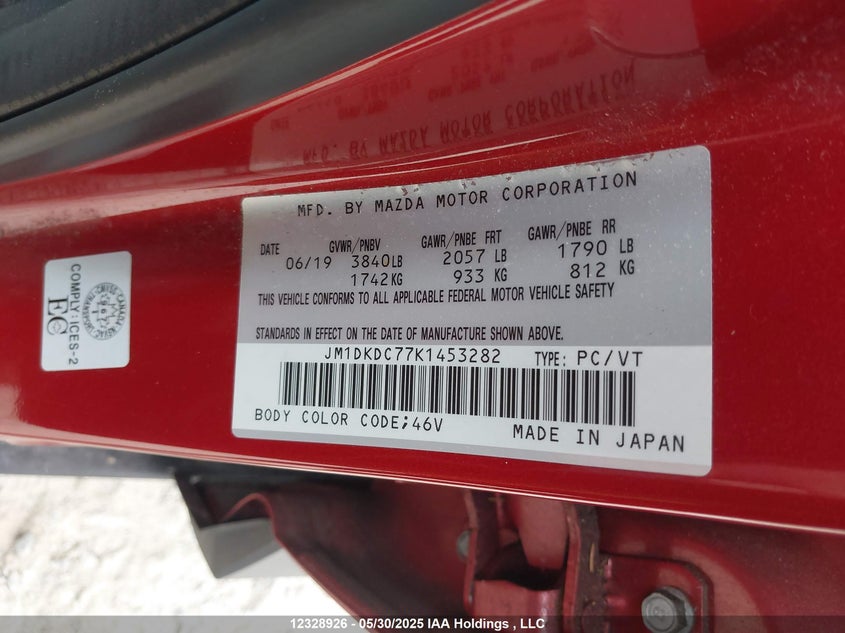 MFD. BY MAZDA MOTOR CORPORATION
DATE GVWR/PNBV GAWR/PNBE FRT GAWR/PNBE RR
06/19 3840LB 2057 LB 1790 LB
1742KG 933 KG 812 KG
THIS VEHICLE CONFORMS TO ALL APPLICABLE FEDERAL MOTOR VEHICLE SAFETY
STANDARDS IN EFFECT ON THE DATE OF MANUFACTURE SHOWN ABOVE.
JM1DKDC77K1453282 TYPE: PC/VT
BODY COLOR CODE;46V
MADE IN JAPAN
COMPLY: ICES-2
EC
12328926 - 05/30/2025 IAA Holdings , LLC